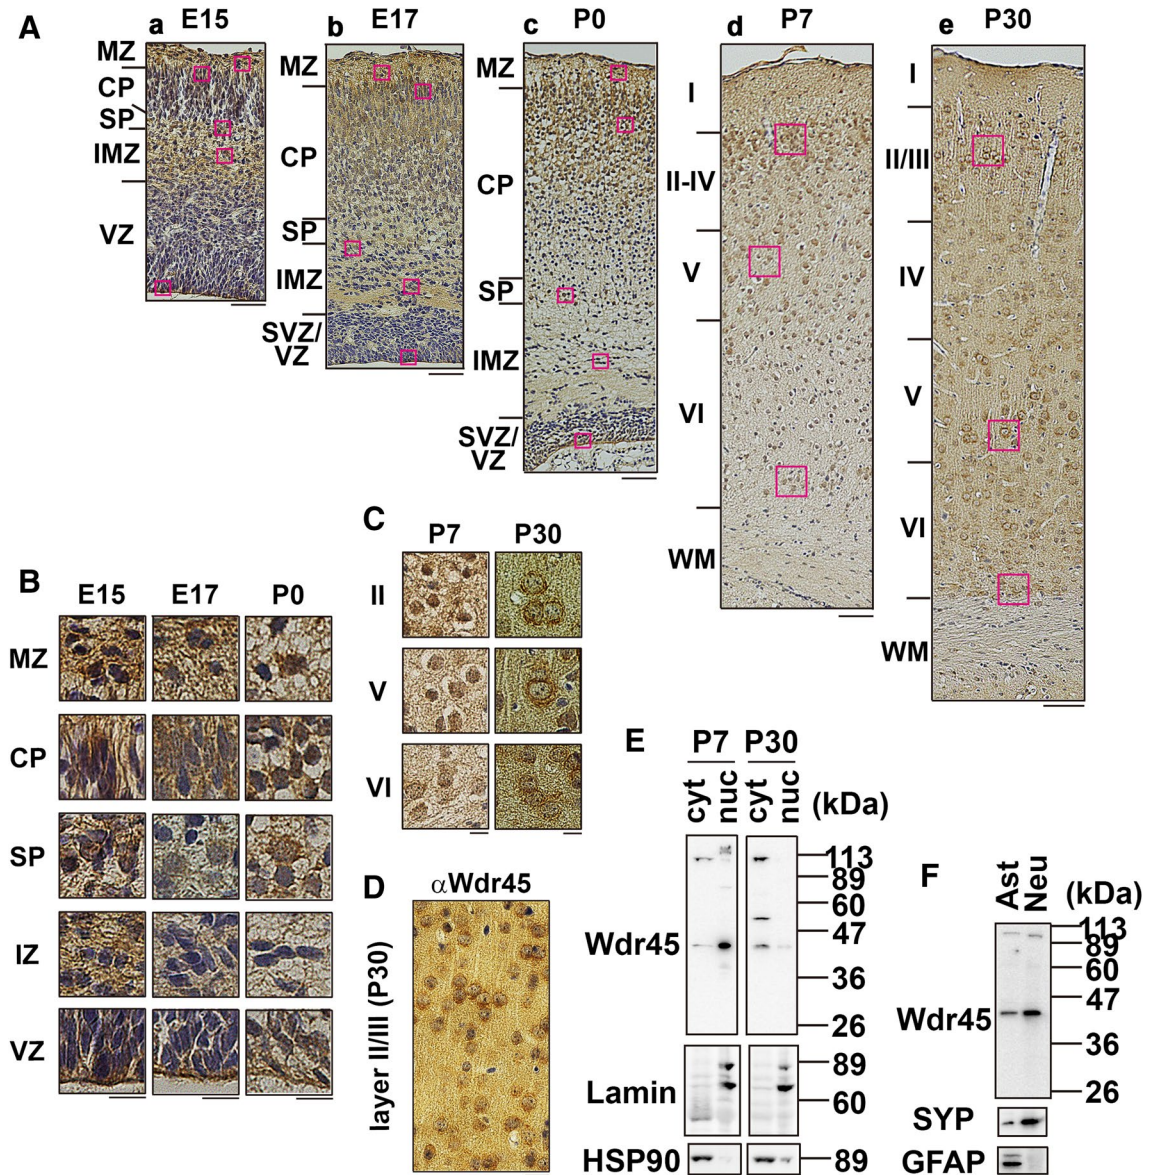 A
a E15
MZ
CP
SP
IMZ
VZ
b E17
MZ
CP
SP
IMZ
SVZ/
VZ
c P0
MZ
CP
SP
IMZ
SVZ/
VZ
d P7
I
II-IV
V
VI
WM
e P30
I
II/III
IV
V
VI
WM
B
E15 E17 P0
MZ
CP
SP
IZ
VZ
C
P7 P30
II
V
VI
D
αWdr45
layer II/III (P30)
E
P7 P30
cyt nuc cyt nuc (kDa)
113
89
60
Wdr45 47
36
26
89
Lamin
60
HSP90 89
F
Ast Neu (kDa)
113
89
60
47
Wdr45
36
26
SYP
GFAP